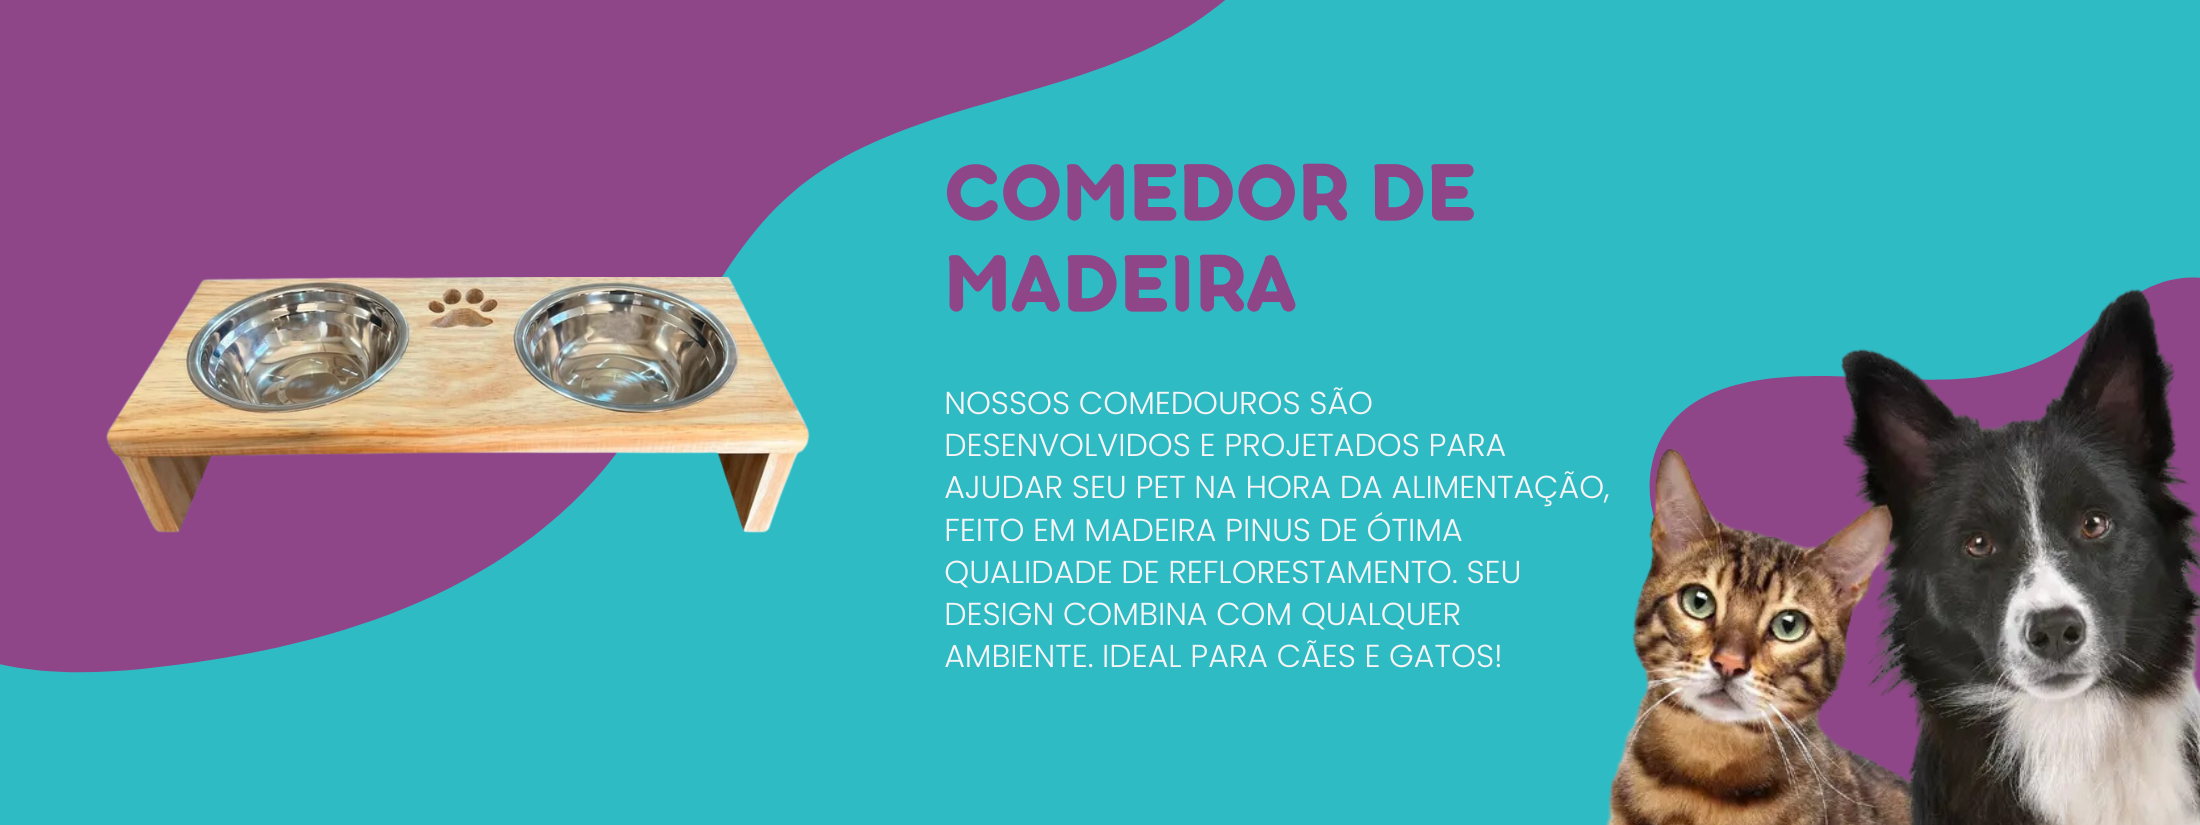 COMEDOR DE
MADEIRA
NOSSOS COMEDOUROS SÃO
DESENVOLVIDOS E PROJETADOS PARA
AJUDAR SEU PET NA HORA DA ALIMENTAÇÃO,
FEITO EM MADEIRA PINUS DE ÓTIMA
QUALIDADE DE REFLORESTAMENTO. SEU
DESIGN COMBINA COM QUALQUER
AMBIENTE. IDEAL PARA CÃES E GATOS!